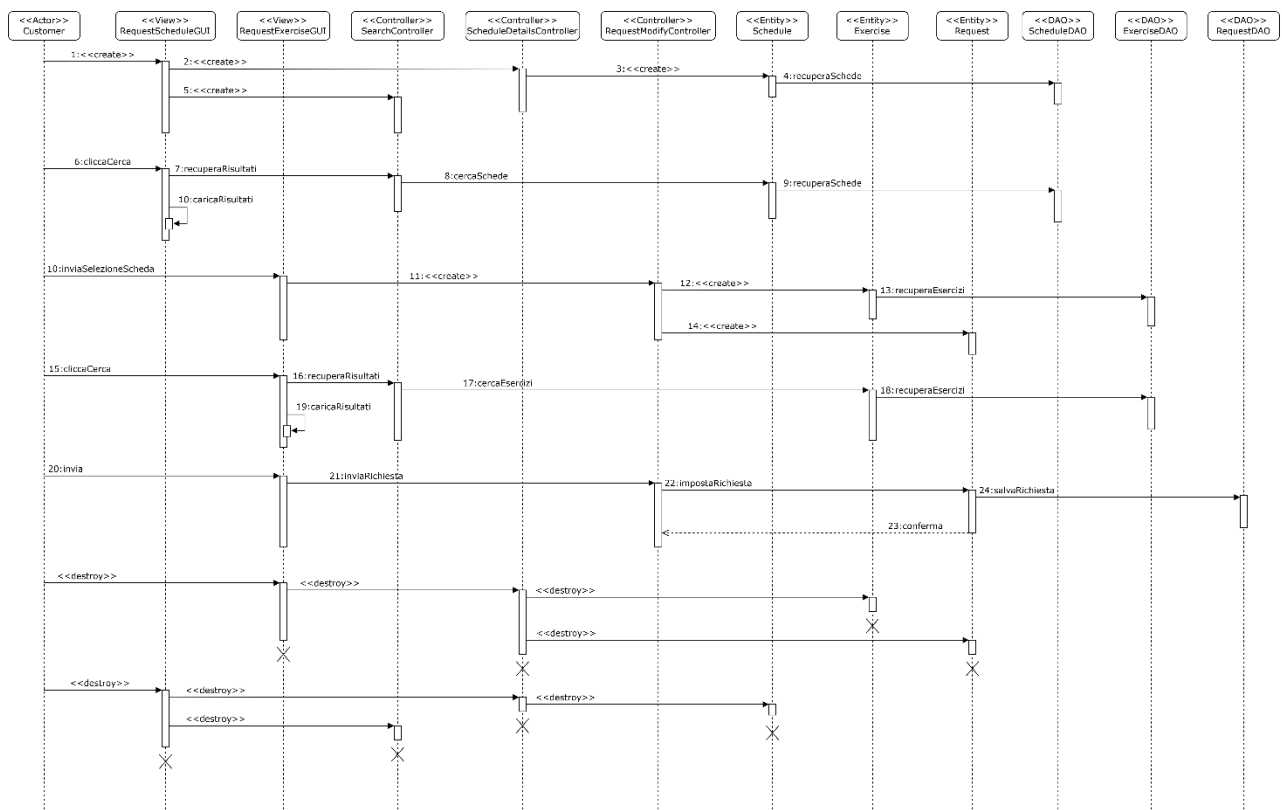 <<Actor>>
Customer
<<View>>
RequestScheduleGUI
<<View>>
RequestExerciseGUI
<<Controller>>
SearchController
<<Controller>>
ScheduleDetailsController
<<Controller>>
RequestModifyController
<<Entity>>
Schedule
<<Entity>>
Exercise
<<Entity>>
Request
<<DAO>>
ScheduleDAO
<<DAO>>
ExerciseDAO
<<DAO>>
RequestDAO
1:<<create>>
2:<<create>>
3:<<create>>
4:recuperaSchede
5:<<create>>
6:cliccaCerca
7:recuperaRisultati
8:cercaSchede
9:recuperaSchede
10:caricaRisultati
10:inviaSelezioneScheda
11:<<create>>
12:<<create>>
13:recuperaEsercizi
14:<<create>>
15:cliccaCerca
16:recuperaRisultati
17:cercaEsercizi
18:recuperaEsercizi
19:caricaRisultati
20:invia
21:inviaRichiesta
22:impostaRichiesta
24:salvaRichiesta
23:conferma
<<destroy>>
<<destroy>>
<<destroy>>
<<destroy>>
<<destroy>>
<<destroy>>
<<destroy>>
<<destroy>>